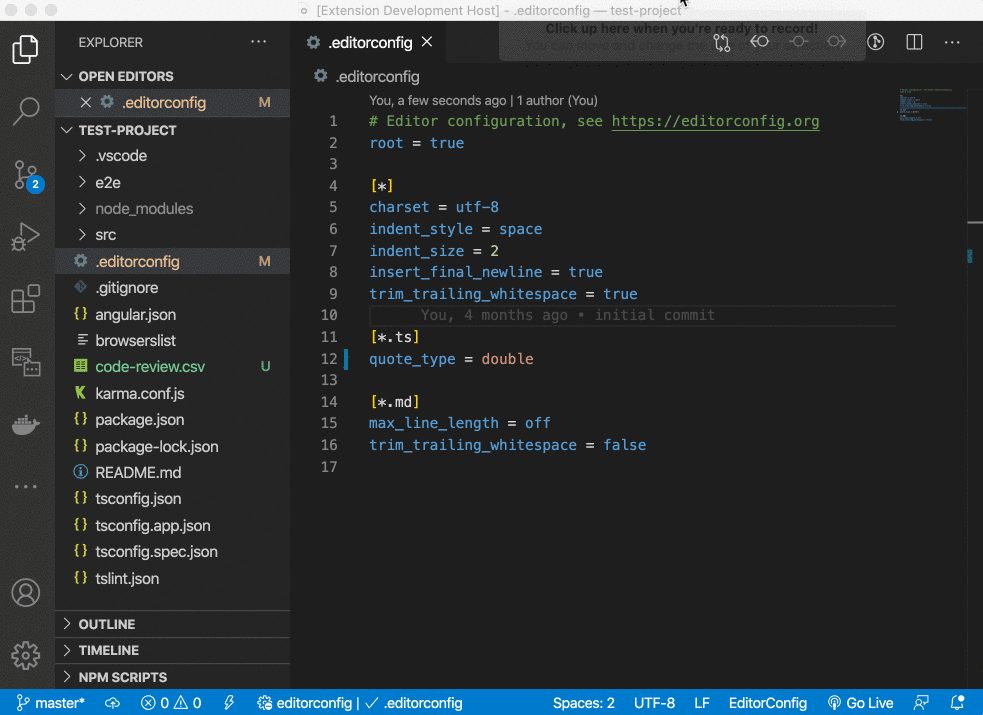 [Extension Development Host] - .editorconfig — test-project
EXPLORER
.editorconfig
Click up here when you're ready to record!
OPEN EDITORS
.editorconfig M
.editorconfig
TEST-PROJECT
.vscode
e2e
node_modules
src
.editorconfig M
.gitignore
angular.json
browserslist
code-review.csv U
karma.conf.js
package.json
package-lock.json
README.md
tsconfig.json
tsconfig.app.json
tsconfig.spec.json
tslint.json
OUTLINE
TIMELINE
NPM SCRIPTS
2
You, a few seconds ago | 1 author (You)
1 # Editor configuration, see https://editorconfig.org
2 root = true
3
4 [*]
5 charset = utf-8
6 indent_style = space
7 indent_size = 2
8 insert_final_newline = true
9 trim_trailing_whitespace = true
10 You, 4 months ago • initial commit
11 [*.ts]
12 quote_type = double
13
14 [*.md]
15 max_line_length = off
16 trim_trailing_whitespace = false
17
master* 0 0 editorconfig | .editorconfig Spaces: 2 UTF-8 LF EditorConfig Go Live